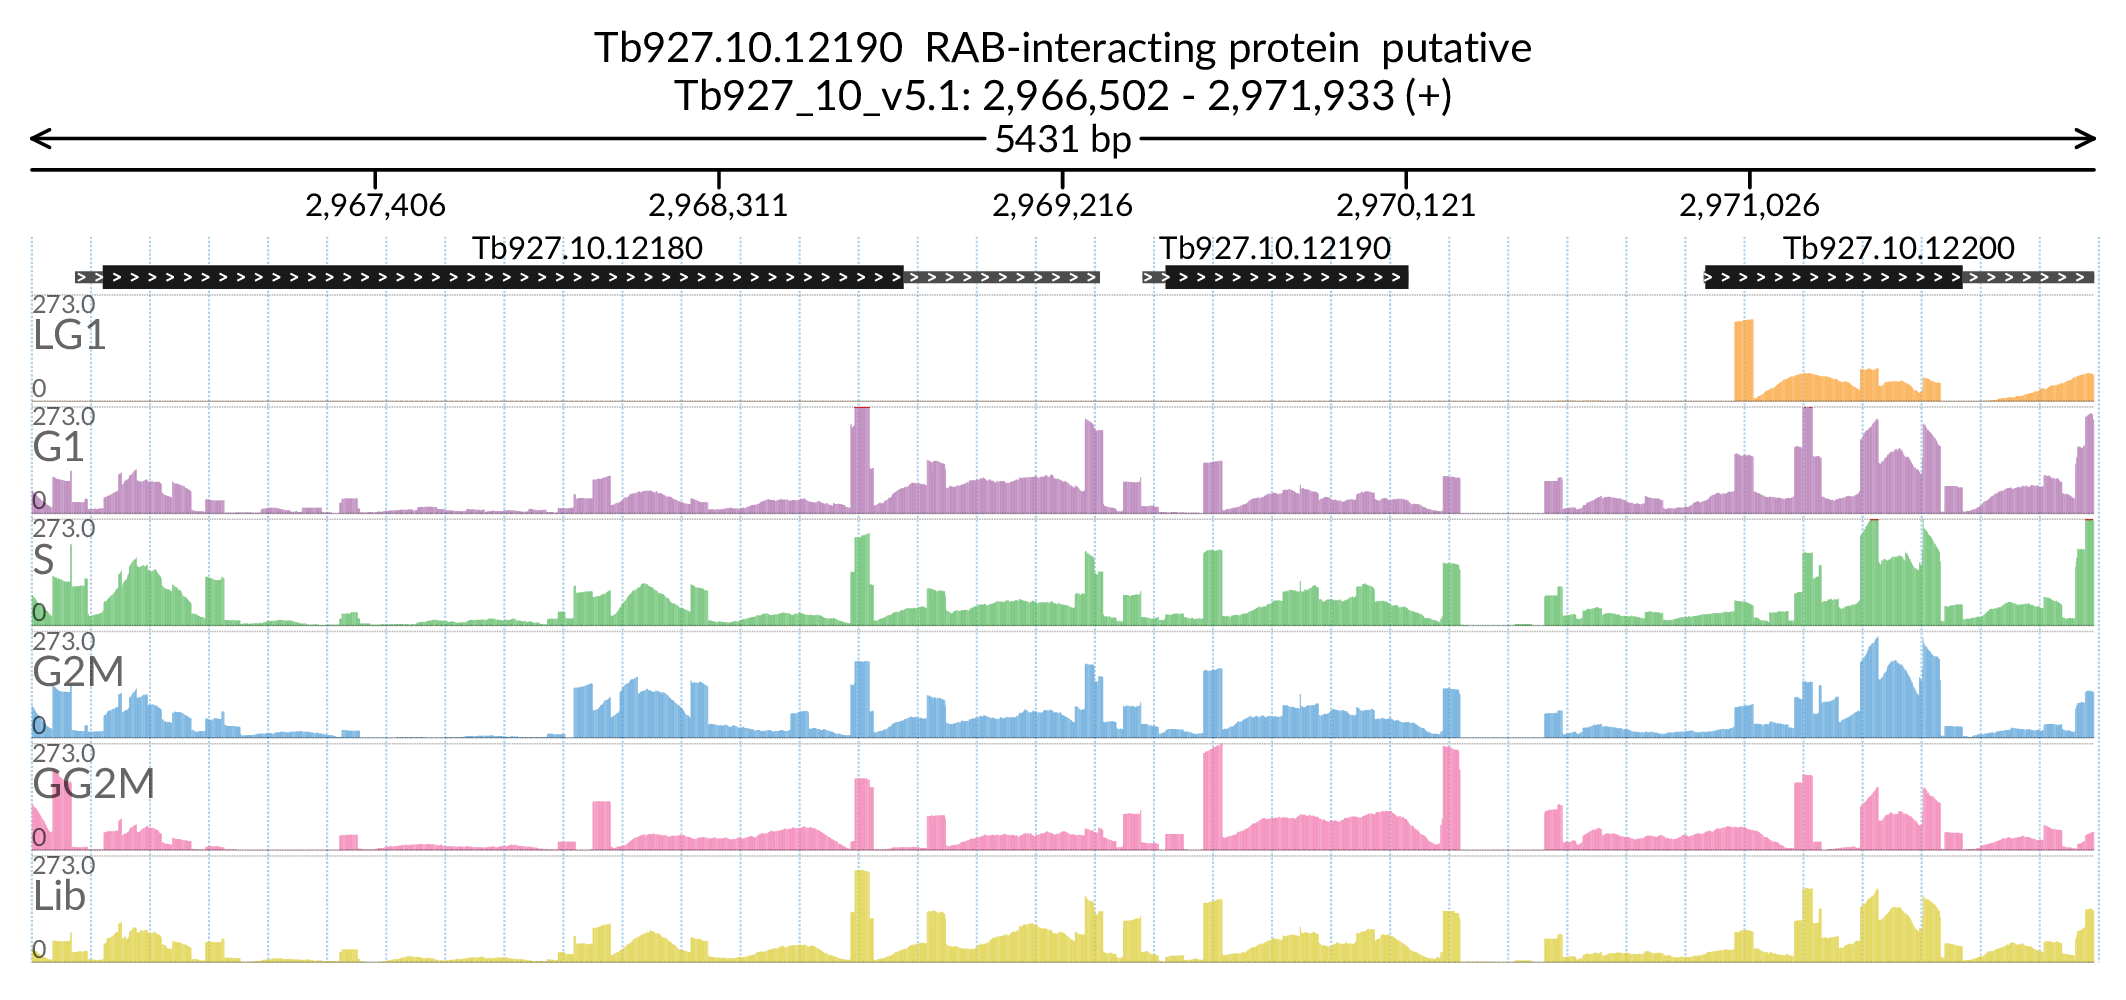 Tb927.10.12190  RAB-interacting protein  putative
Tb927_10_v5.1: 2,966,502 - 2,971,933 (+)
5431 bp
2,967,406 2,968,311 2,969,216 2,970,121 2,971,026
Tb927.10.12180 Tb927.10.12190 Tb927.10.12200
273.0
LG1
0
273.0
G1
0
273.0
S
0
273.0
G2M
0
273.0
GG2M
0
273.0
Lib
0